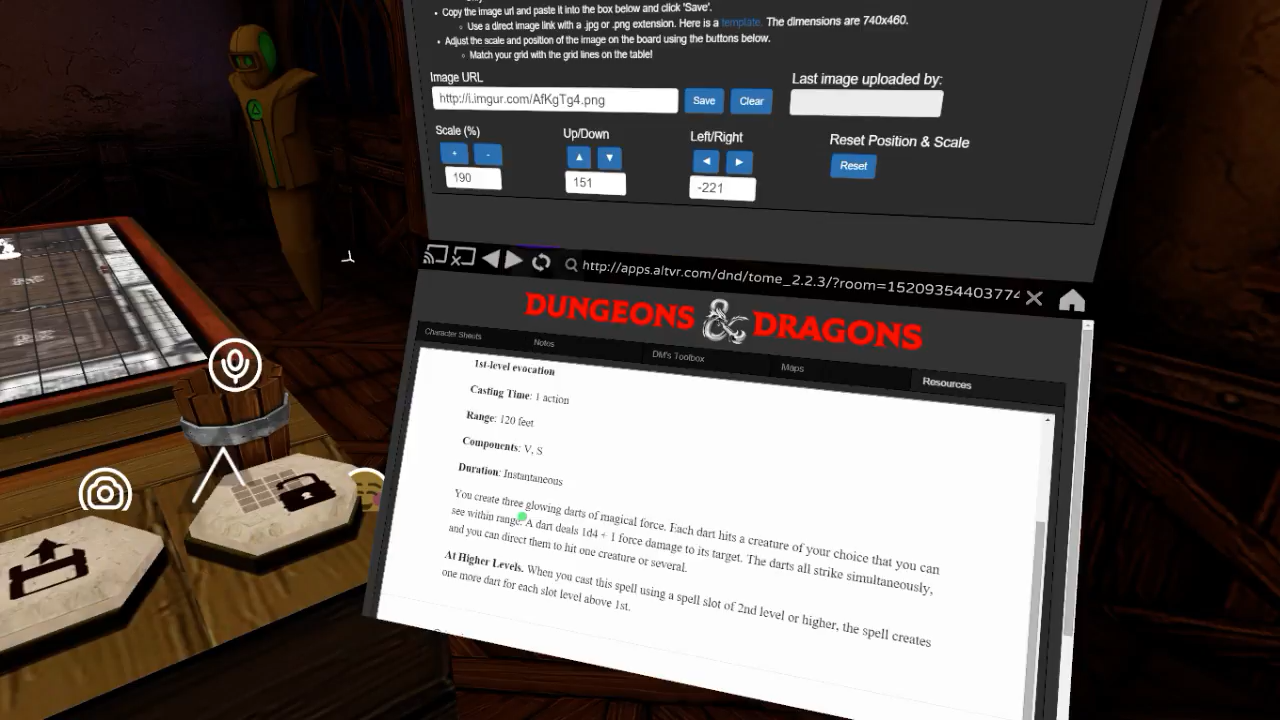 • Copy the image url and paste it into the box below and click 'Save'.
◦ Use a direct image link with a .jpg or .png extension. Here is a template. The dimensions are 740x460.
• Adjust the scale and position of the image on the board using the buttons below.
◦ Match your grid with the grid lines on the table!
Image URL
Last image uploaded by:
http://i.imgur.com/AfKgTg4.png
Save
Clear
Scale (%)
Up/Down
Left/Right
Reset Position & Scale
+
-
Reset
190
151
-221
http://apps.altvr.com/dnd/tome_2.2.3/?room=15209354403774
DUNGEONS & DRAGONS
Character Sheets
Notes
DM's Toolbox
Maps
Resources
1st-level evocation
Casting Time: 1 action
Range: 120 feet
Components: V, S
Duration: Instantaneous
You create three glowing darts of magical force. Each dart hits a creature of your choice that you can
see within range. A dart deals 1d4 + 1 force damage to its target. The darts all strike simultaneously,
and you can direct them to hit one creature or several.
At Higher Levels. When you cast this spell using a spell slot of 2nd level or higher, the spell creates
one more dart for each slot level above 1st.